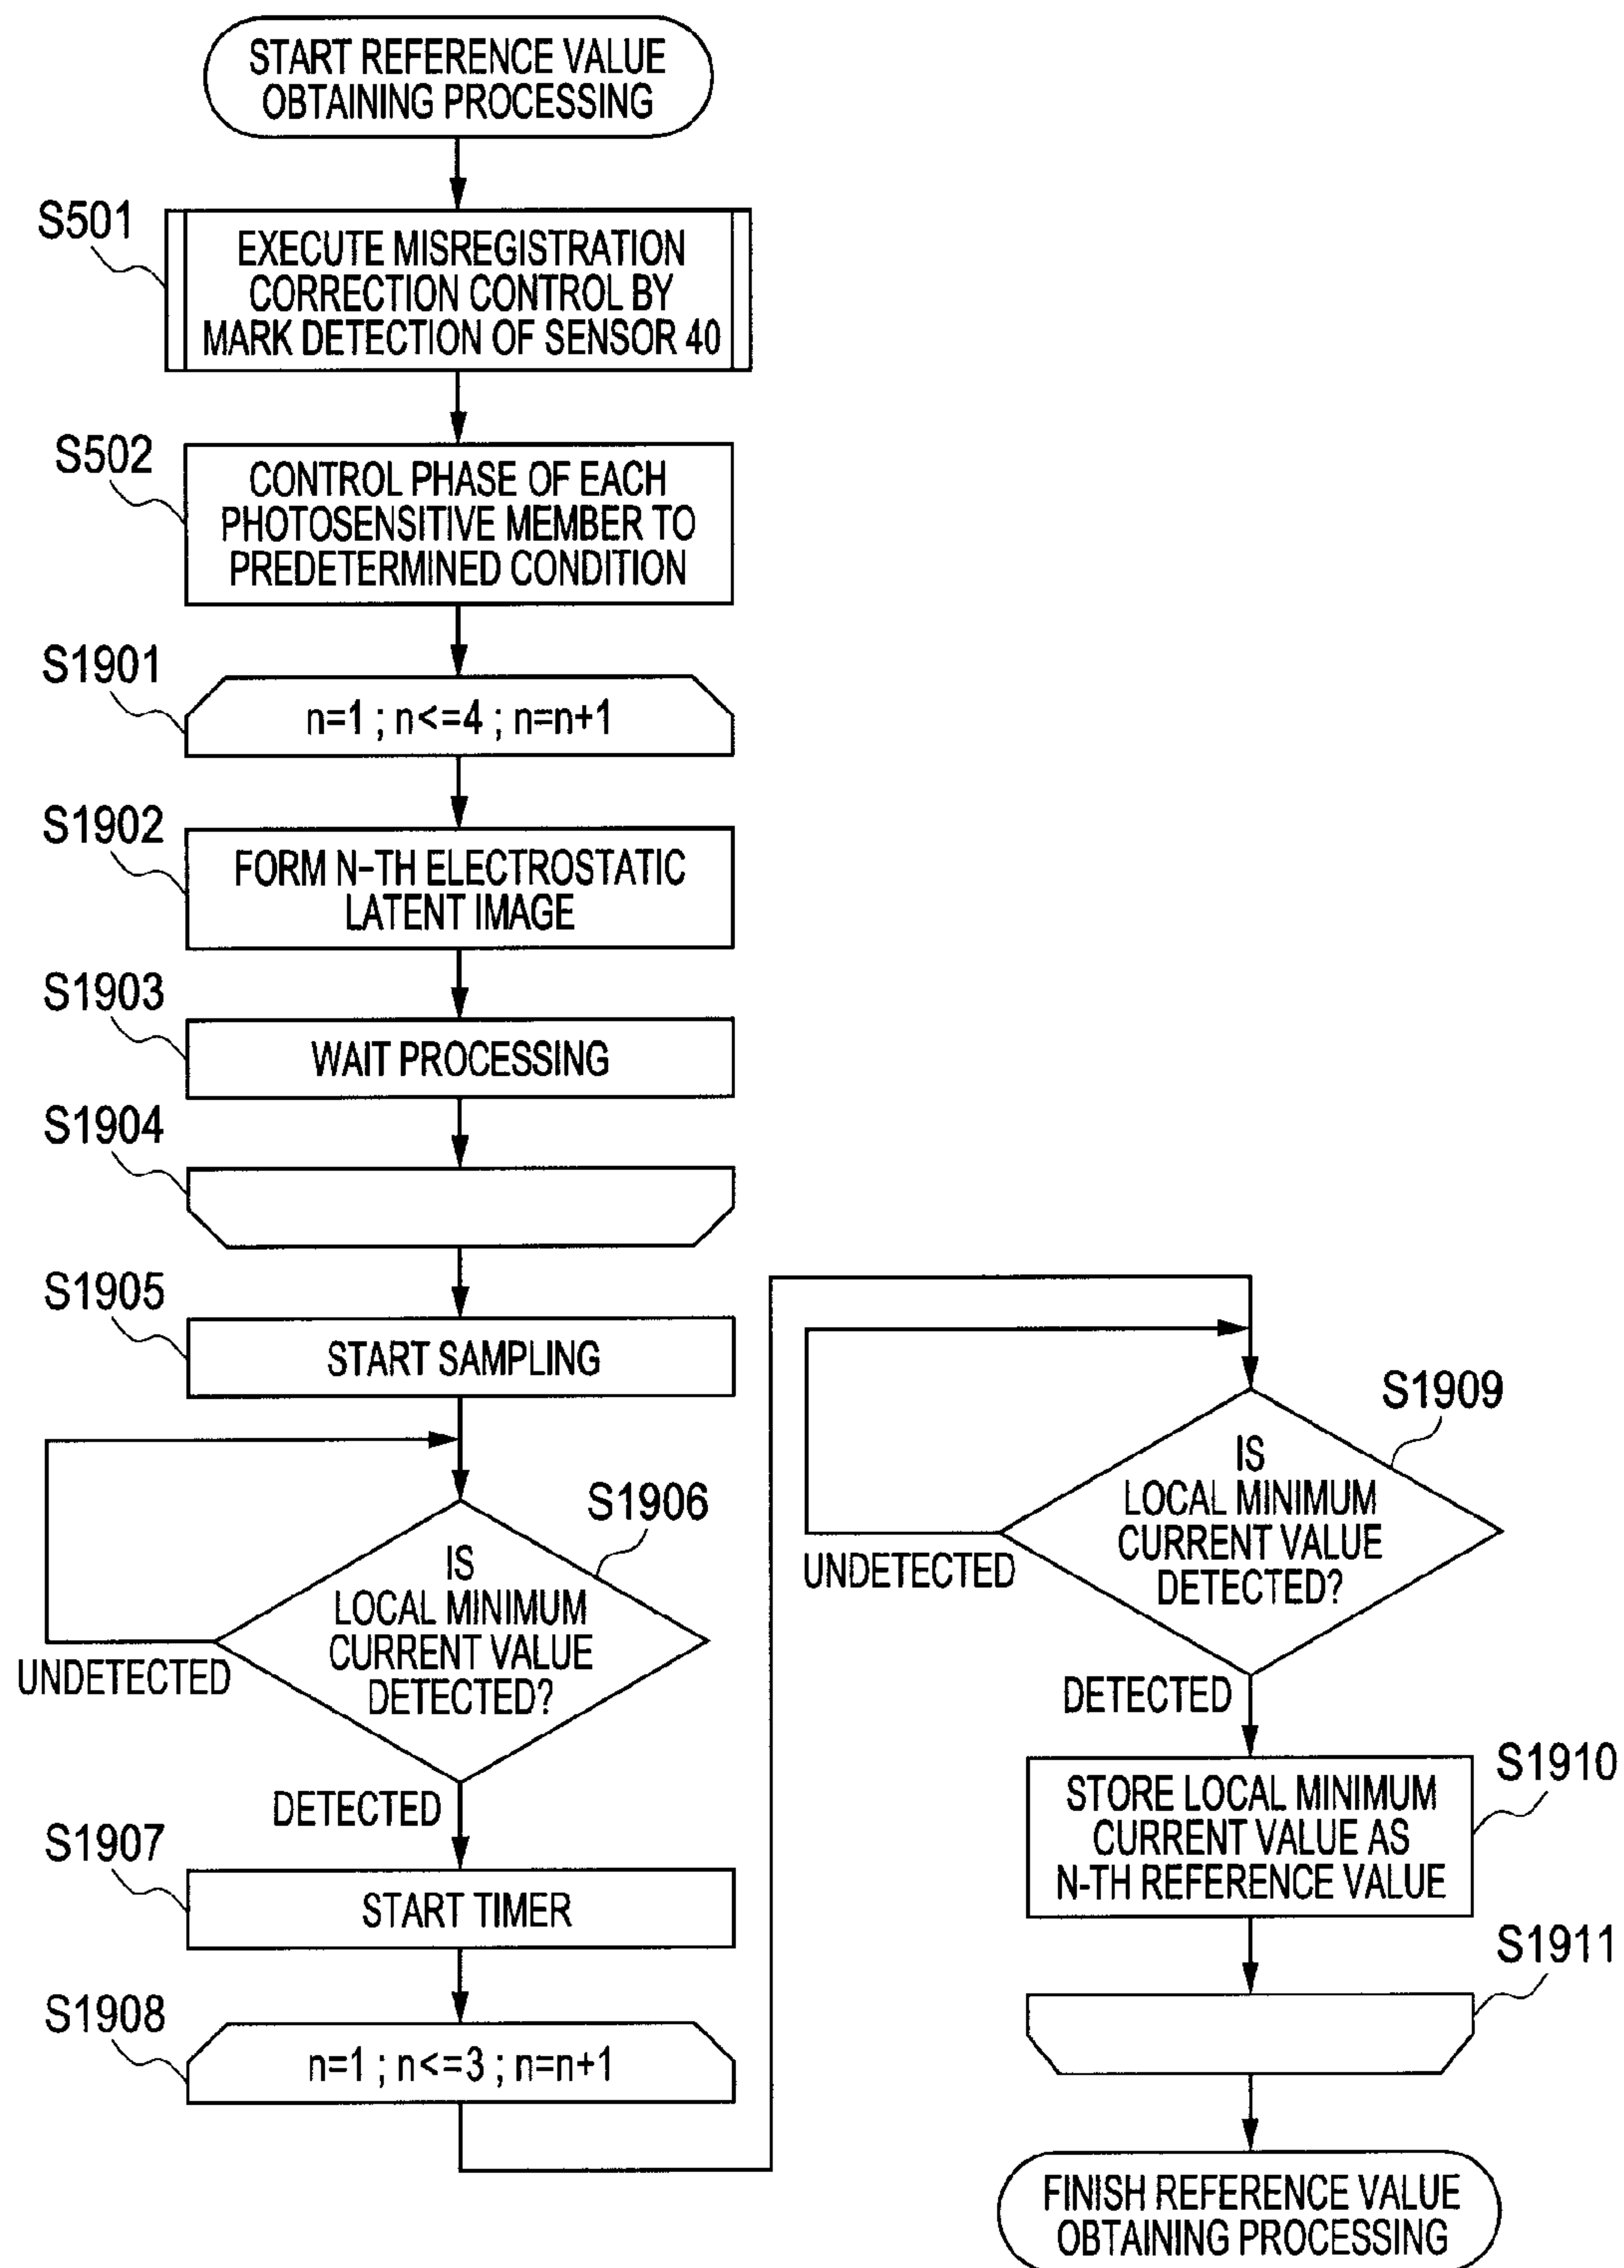 START REFERENCE VALUE
OBTAINING PROCESSING
S501
EXECUTE MISREGISTRATION
CORRECTION CONTROL BY
MARK DETECTION OF SENSOR 40
S502
CONTROL PHASE OF EACH
PHOTOSENSITIVE MEMBER TO
PREDETERMINED CONDITION
S1901
n=1 ; n<=4 ; n=n+1
S1902
FORM N-TH ELECTROSTATIC
LATENT IMAGE
S1903
WAIT PROCESSING
S1904
S1905
START SAMPLING
S1906
IS
LOCAL MINIMUM
CURRENT VALUE
DETECTED?
UNDETECTED
DETECTED
S1907
START TIMER
S1908
n=1 ; n<=3 ; n=n+1
S1909
IS
LOCAL MINIMUM
CURRENT VALUE
DETECTED?
UNDETECTED
DETECTED
S1910
STORE LOCAL MINIMUM
CURRENT VALUE AS
N-TH REFERENCE VALUE
S1911
FINISH REFERENCE VALUE
OBTAINING PROCESSING